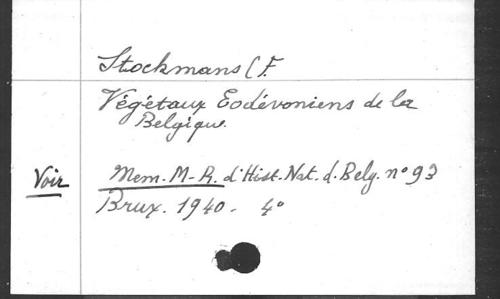 Stockmans (F.
Végétaux Eodévoniens de la
Belgique.
Voir Mem. M-R. d'Hist. Nat. d. Belg. n° 93
Brux. 1940. 4°